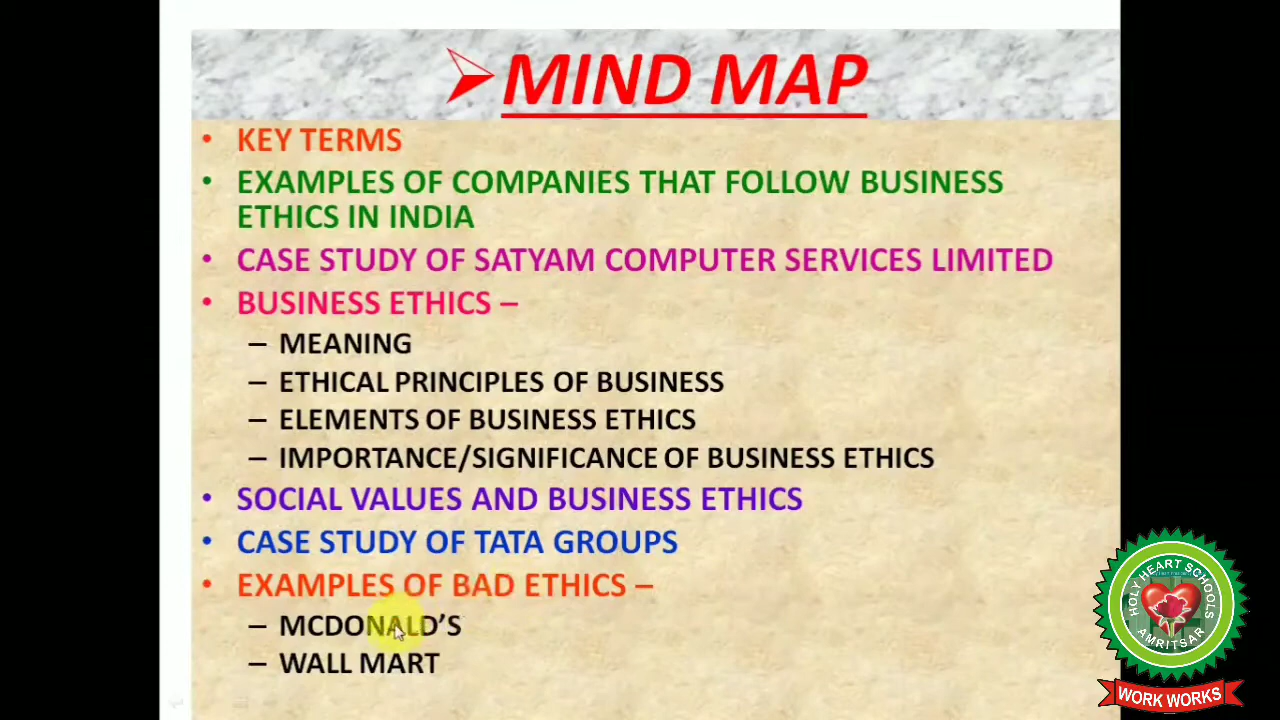 ➢MIND MAP
• KEY TERMS
• EXAMPLES OF COMPANIES THAT FOLLOW BUSINESS
ETHICS IN INDIA
• CASE STUDY OF SATYAM COMPUTER SERVICES LIMITED
• BUSINESS ETHICS –
– MEANING
– ETHICAL PRINCIPLES OF BUSINESS
– ELEMENTS OF BUSINESS ETHICS
– IMPORTANCE/SIGNIFICANCE OF BUSINESS ETHICS
• SOCIAL VALUES AND BUSINESS ETHICS
• CASE STUDY OF TATA GROUPS
• EXAMPLES OF BAD ETHICS –
– MCDONALD'S
– WALL MART
HOLY HEART SCHOOLS
AMRITSAR
WORK WORKS